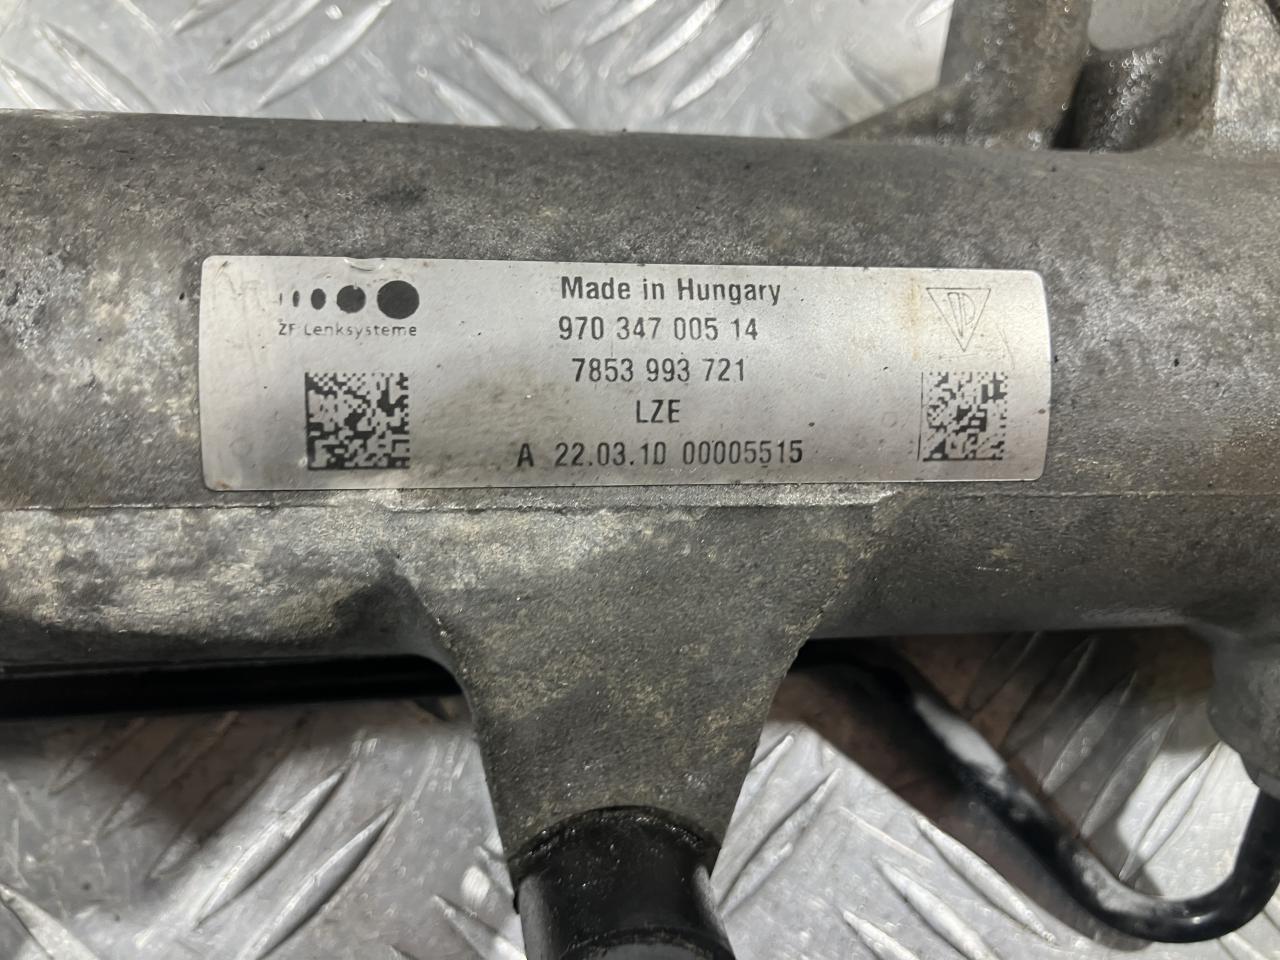 Made in Hungary
ZF Lenksysteme
970 347 005 14
7853 993 721
LZE
A 22.03.10 00005515